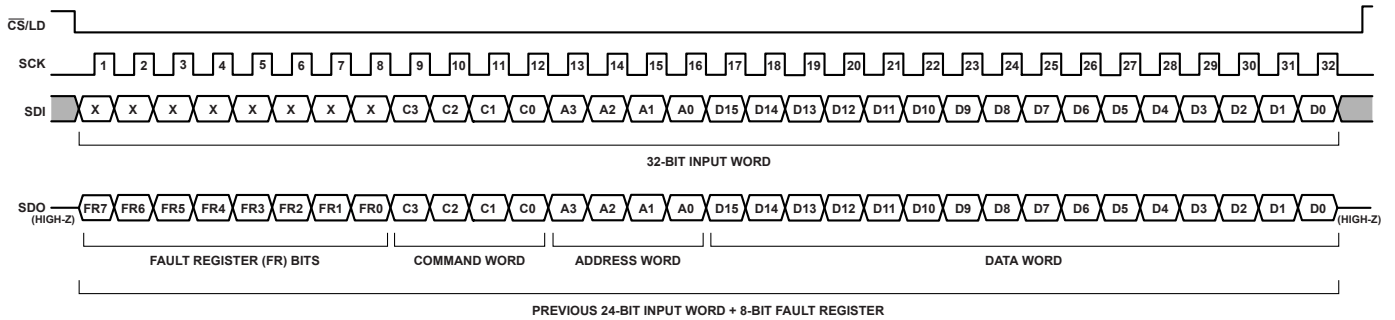 CS/LD
SCK 1 2 3 4 5 6 7 8 9 10 11 12 13 14 15 16 17 18 19 20 21 22 23 24 25 26 27 28 29 30 31 32
SDI X X X X X X X X C3 C2 C1 C0 A3 A2 A1 A0 D15 D14 D13 D12 D11 D10 D9 D8 D7 D6 D5 D4 D3 D2 D1 D0
32-BIT INPUT WORD
SDO FR7 FR6 FR5 FR4 FR3 FR2 FR1 FR0 C3 C2 C1 C0 A3 A2 A1 A0 D15 D14 D13 D12 D11 D10 D9 D8 D7 D6 D5 D4 D3 D2 D1 D0
(HIGH-Z) (HIGH-Z)
FAULT REGISTER (FR) BITS COMMAND WORD ADDRESS WORD DATA WORD
PREVIOUS 24-BIT INPUT WORD + 8-BIT FAULT REGISTER